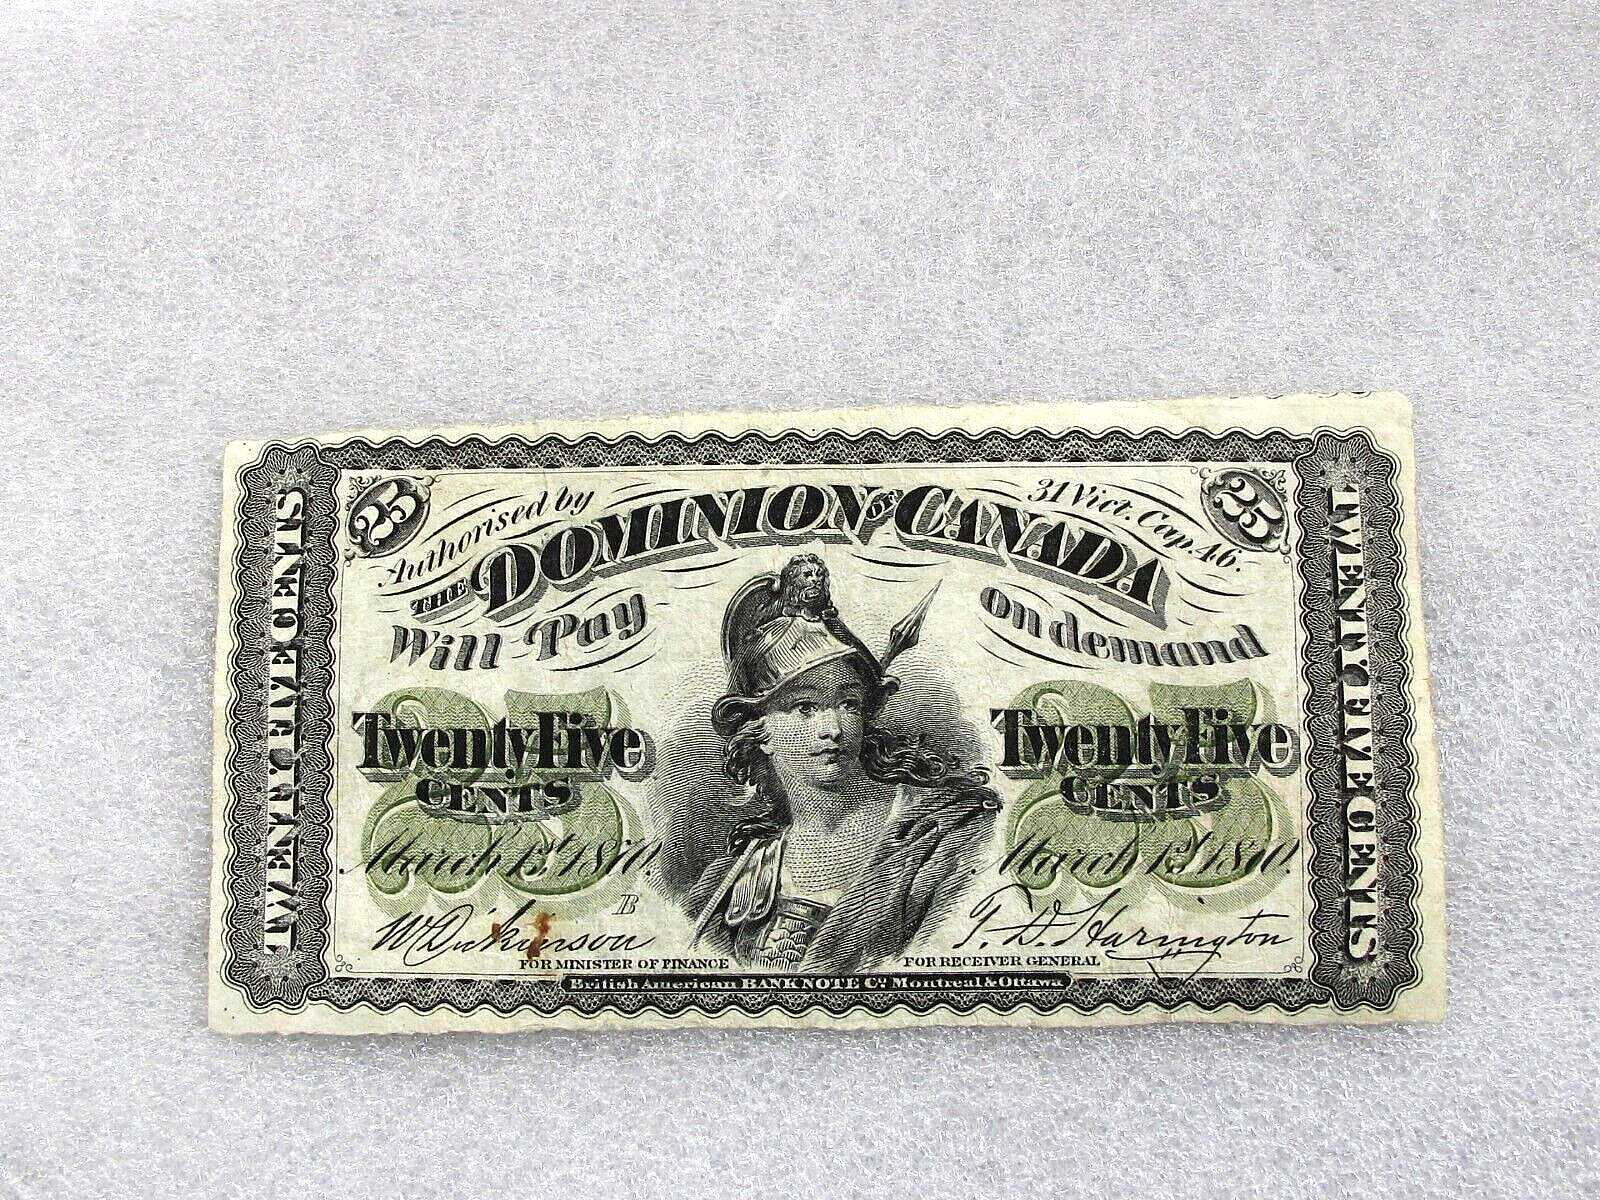 25 25
Authorised by 31 Vict. Cap. 46.
THE DOMINION OF CANADA
Will Pay on demand
25 25
Twenty Five Twenty Five
CENTS CENTS
March 1st 1870. March 1st 1870.
B
W Dickinson T. D. Harington
FOR MINISTER OF FINANCE FOR RECEIVER GENERAL
British American BANK NOTE Co. Montreal & Ottawa
TWENTY FIVE CENTS
TWENTY FIVE CENTS